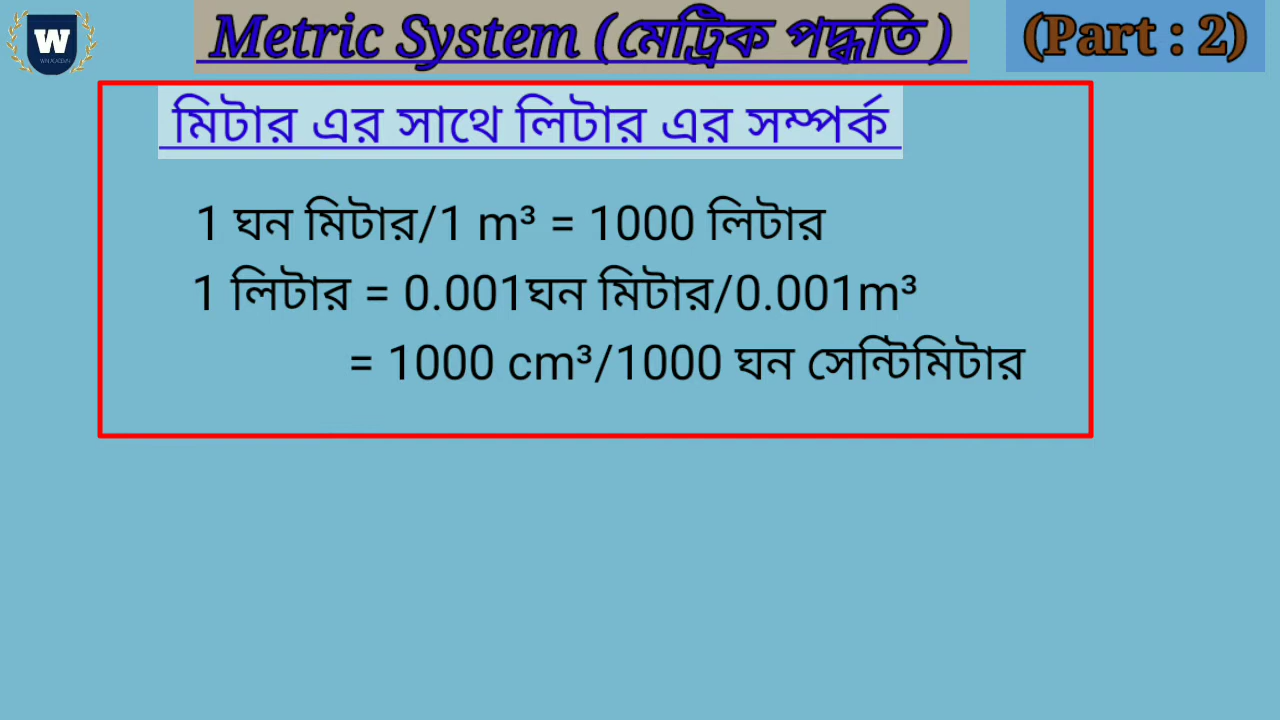 W
Metric System (মেট্রিক পদ্ধতি )
(Part : 2)
মিটার এর সাথে লিটার এর সম্পর্ক
1 ঘন মিটার/1 m³ = 1000 লিটার
1 লিটার = 0.001ঘন মিটার/0.001m³
= 1000 cm³/1000 ঘন সেন্টিমিটার